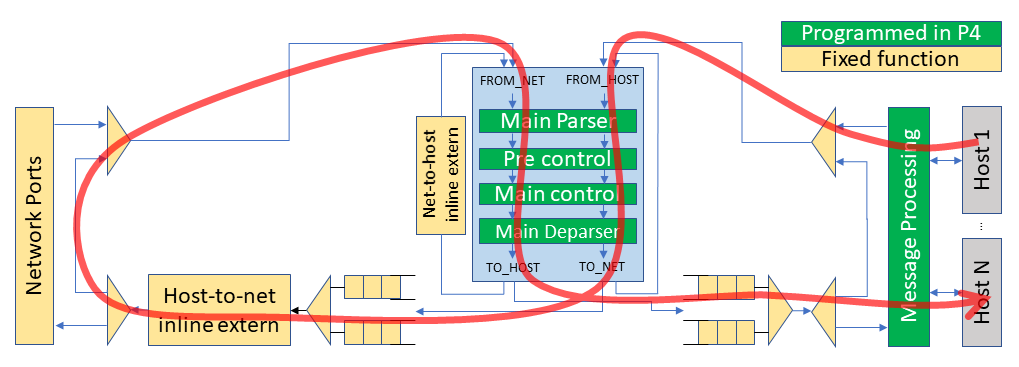 Programmed in P4
Fixed function
FROM_NET
FROM_HOST
Main Parser
Pre control
Main control
Main Deparser
TO_HOST
TO_NET
Network Ports
Net-to-host
inline extern
Host-to-net
inline extern
Message Processing
Host 1
...
Host N